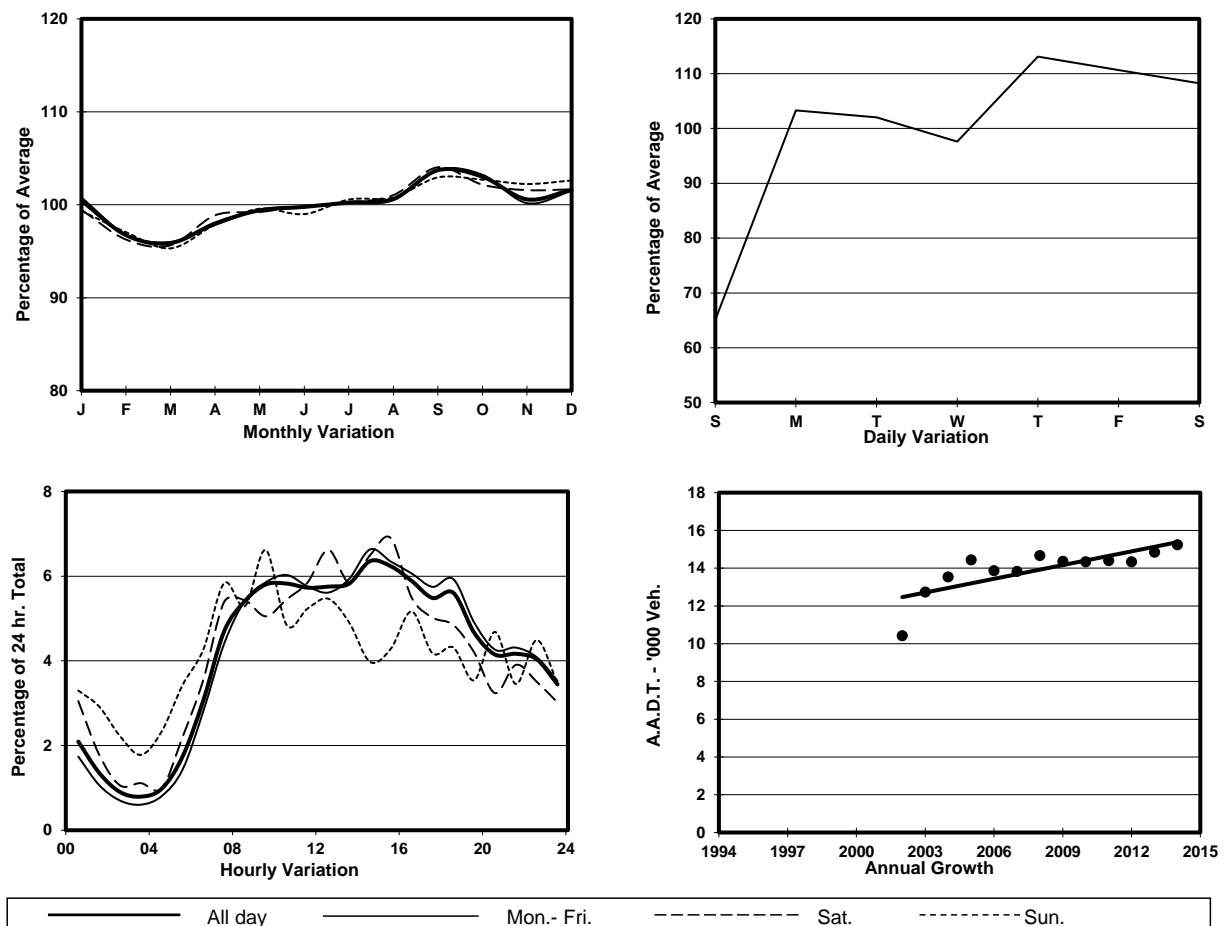 120
110
100
90
80
Percentage of Average
J F M A M J J A S O N D
Monthly Variation
120
110
100
90
80
70
60
50
Percentage of Average
S M T W T F S
Daily Variation
8
6
4
2
0
Percentage of 24 hr. Total
00 04 08 12 16 20 24
Hourly Variation
18
16
14
12
10
8
6
4
2
0
A.A.D.T. - '000 Veh.
1994 1997 2000 2003 2006 2009 2012 2015
Annual Growth
All day Mon.- Fri. Sat. Sun.